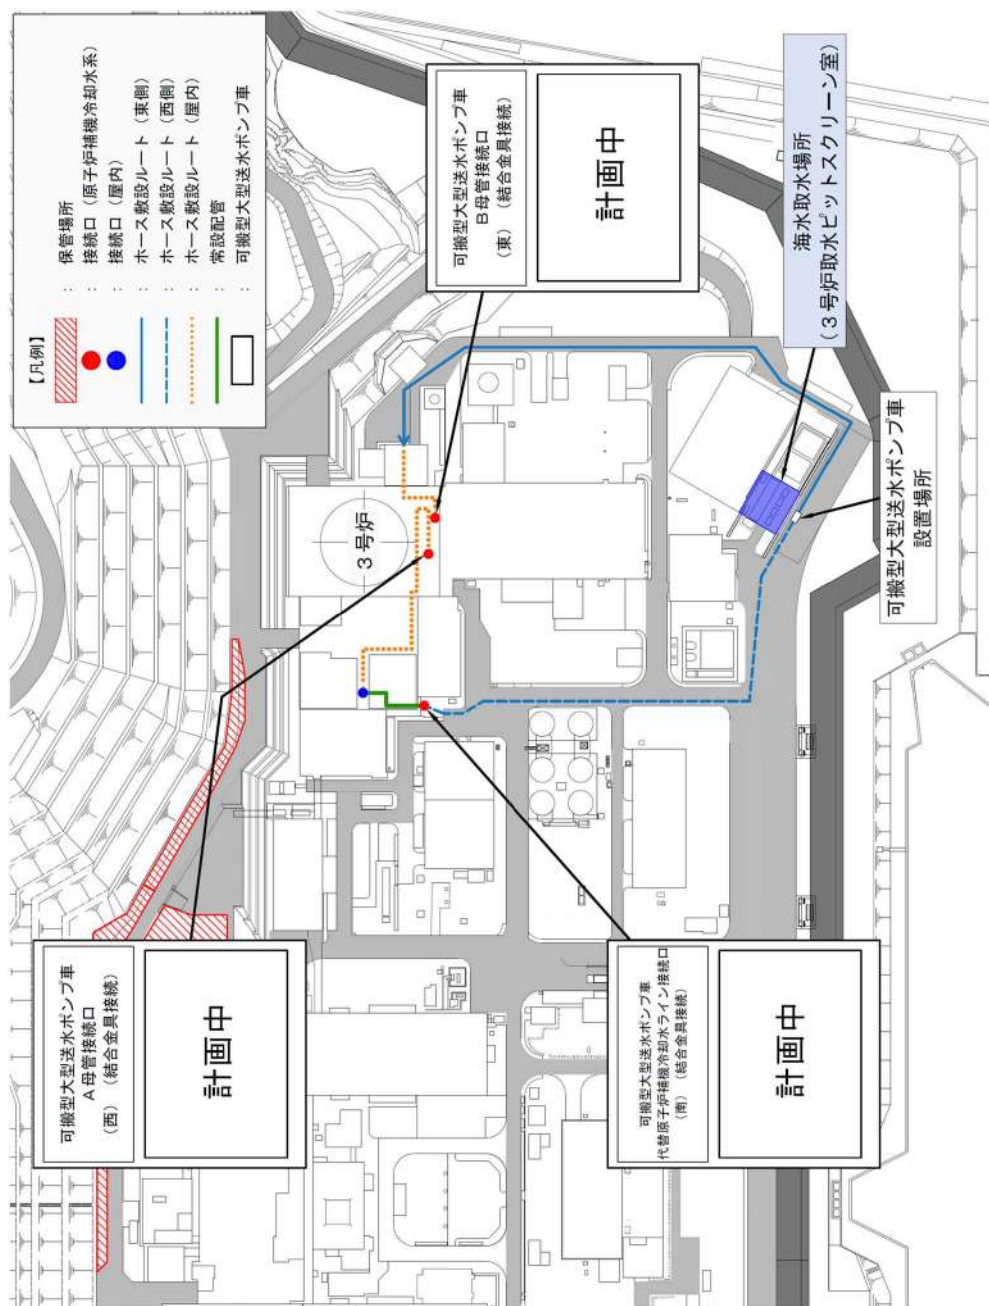 【凡例】
： 保管場所
： 接続口（原子炉補機冷却水系）
： 接続口（屋内）
： ホース敷設ルート（東側）
： ホース敷設ルート（西側）
： ホース敷設ルート（屋内）
： 常設配管
： 可搬型大型送水ポンプ車
可搬型大型送水ポンプ車
A母管接続口
（西）（結合金具接続）
計画中
3号炉
可搬型大型送水ポンプ車
B母管接続口
（東）（結合金具接続）
計画中
可搬型大型送水ポンプ車
代替原子炉補機冷却水ライン接続口
（南）（結合金具接続）
計画中
海水取水場所
（3号炉取水ピットスクリーン室）
可搬型大型送水ポンプ車
設置場所